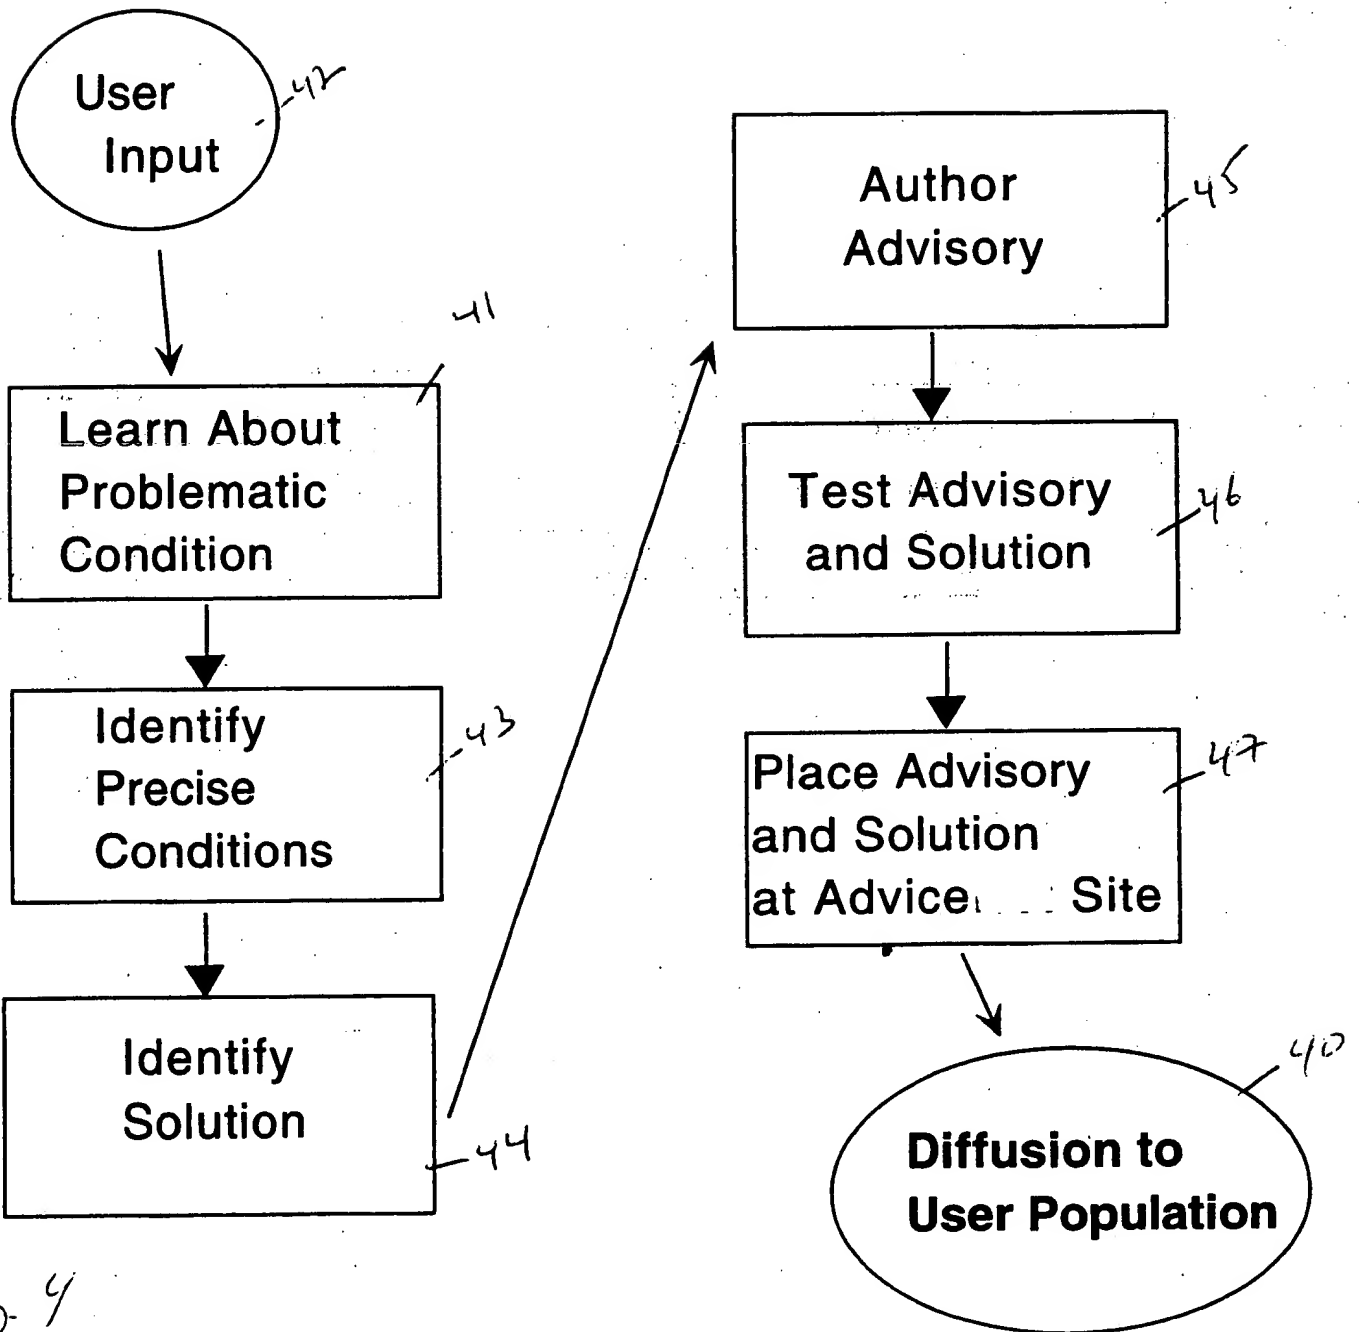 User
Input
42
41
Learn About
Problematic
Condition
Identify
Precise
Conditions
43
Identify
Solution
44
Author
Advisory
45
Test Advisory
and Solution
46
Place Advisory
and Solution
at Advice Site
47
Diffusion to
User Population
40
4